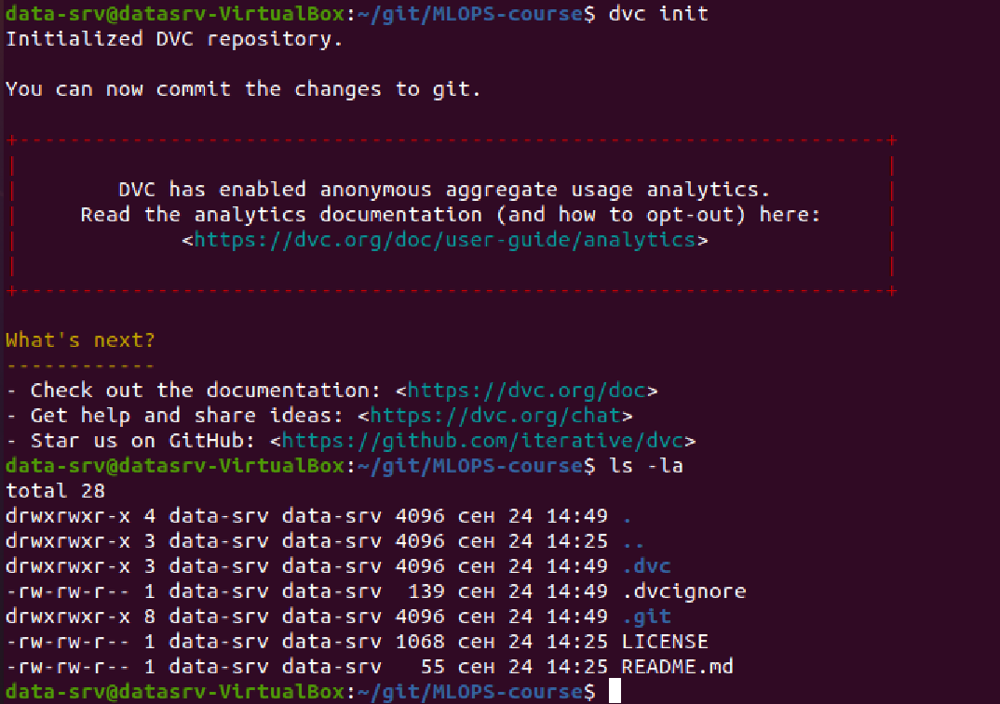 data-srv@datasrv-VirtualBox:~/git/MLOPS-course$ dvc init
Initialized DVC repository.
You can now commit the changes to git.
+---------------------------------------------------------------------+
|                                                                     |
|        DVC has enabled anonymous aggregate usage analytics.         |
|     Read the analytics documentation (and how to opt-out) here:     |
|             <https://dvc.org/doc/user-guide/analytics>              |
|                                                                     |
+---------------------------------------------------------------------+
What's next?
------------
- Check out the documentation: <https://dvc.org/doc>
- Get help and share ideas: <https://dvc.org/chat>
- Star us on GitHub: <https://github.com/iterative/dvc>
data-srv@datasrv-VirtualBox:~/git/MLOPS-course$ ls -la
total 28
drwxrwxr-x 4 data-srv data-srv 4096 сен 24 14:49 .
drwxrwxr-x 3 data-srv data-srv 4096 сен 24 14:25 ..
drwxrwxr-x 3 data-srv data-srv 4096 сен 24 14:49 .dvc
-rw-rw-r-- 1 data-srv data-srv  139 сен 24 14:49 .dvcignore
drwxrwxr-x 8 data-srv data-srv 4096 сен 24 14:49 .git
-rw-rw-r-- 1 data-srv data-srv 1068 сен 24 14:25 LICENSE
-rw-rw-r-- 1 data-srv data-srv   55 сен 24 14:25 README.md
data-srv@datasrv-VirtualBox:~/git/MLOPS-course$